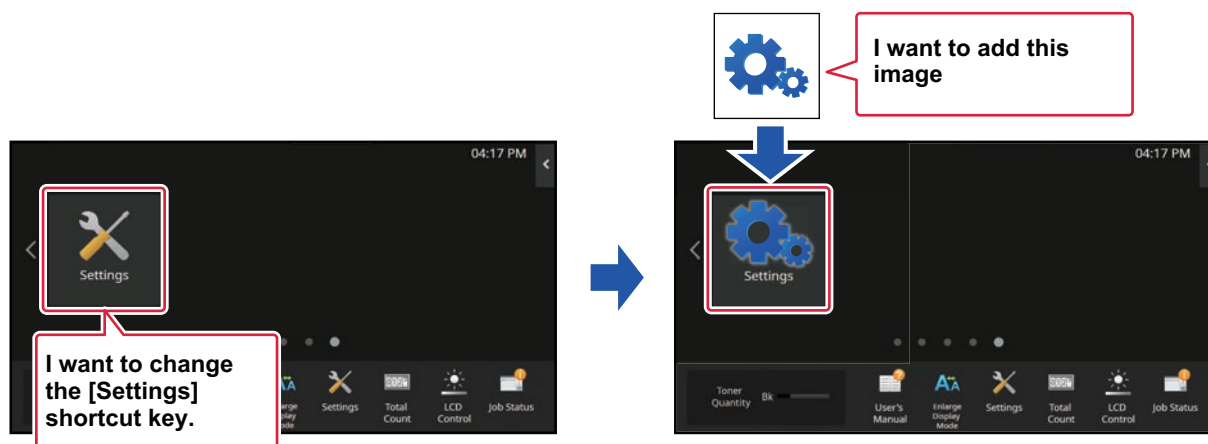 I want to add this
image
04:17 PM
Settings
I want to change
the [Settings]
shortcut key.
Settings
Total
Count
LCD
Control
Job Status
04:17 PM
Settings
Toner
Quantity
Bk
User's
Manual
Enlarge
Display
Mode
Settings
Total
Count
LCD
Control
Job Status